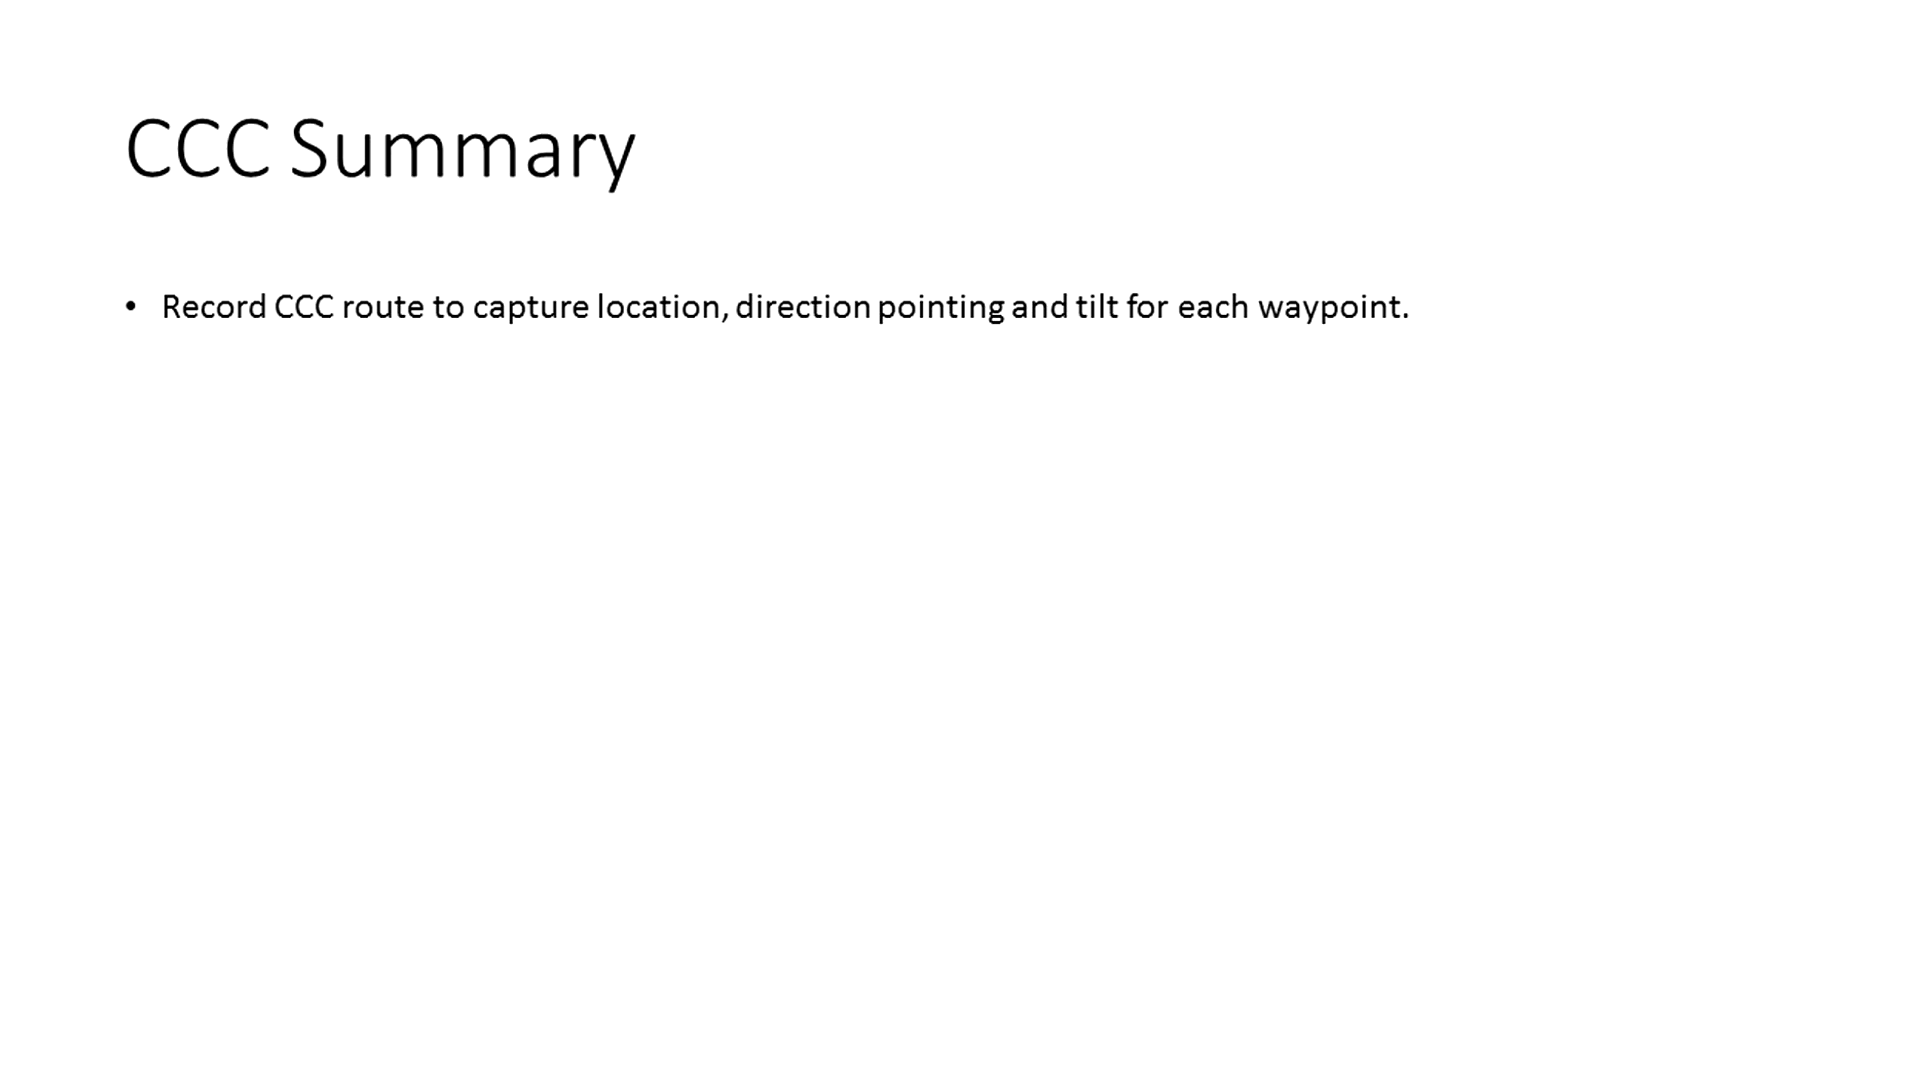 CCC Summary
• Record CCC route to capture location, direction pointing and tilt for each waypoint.